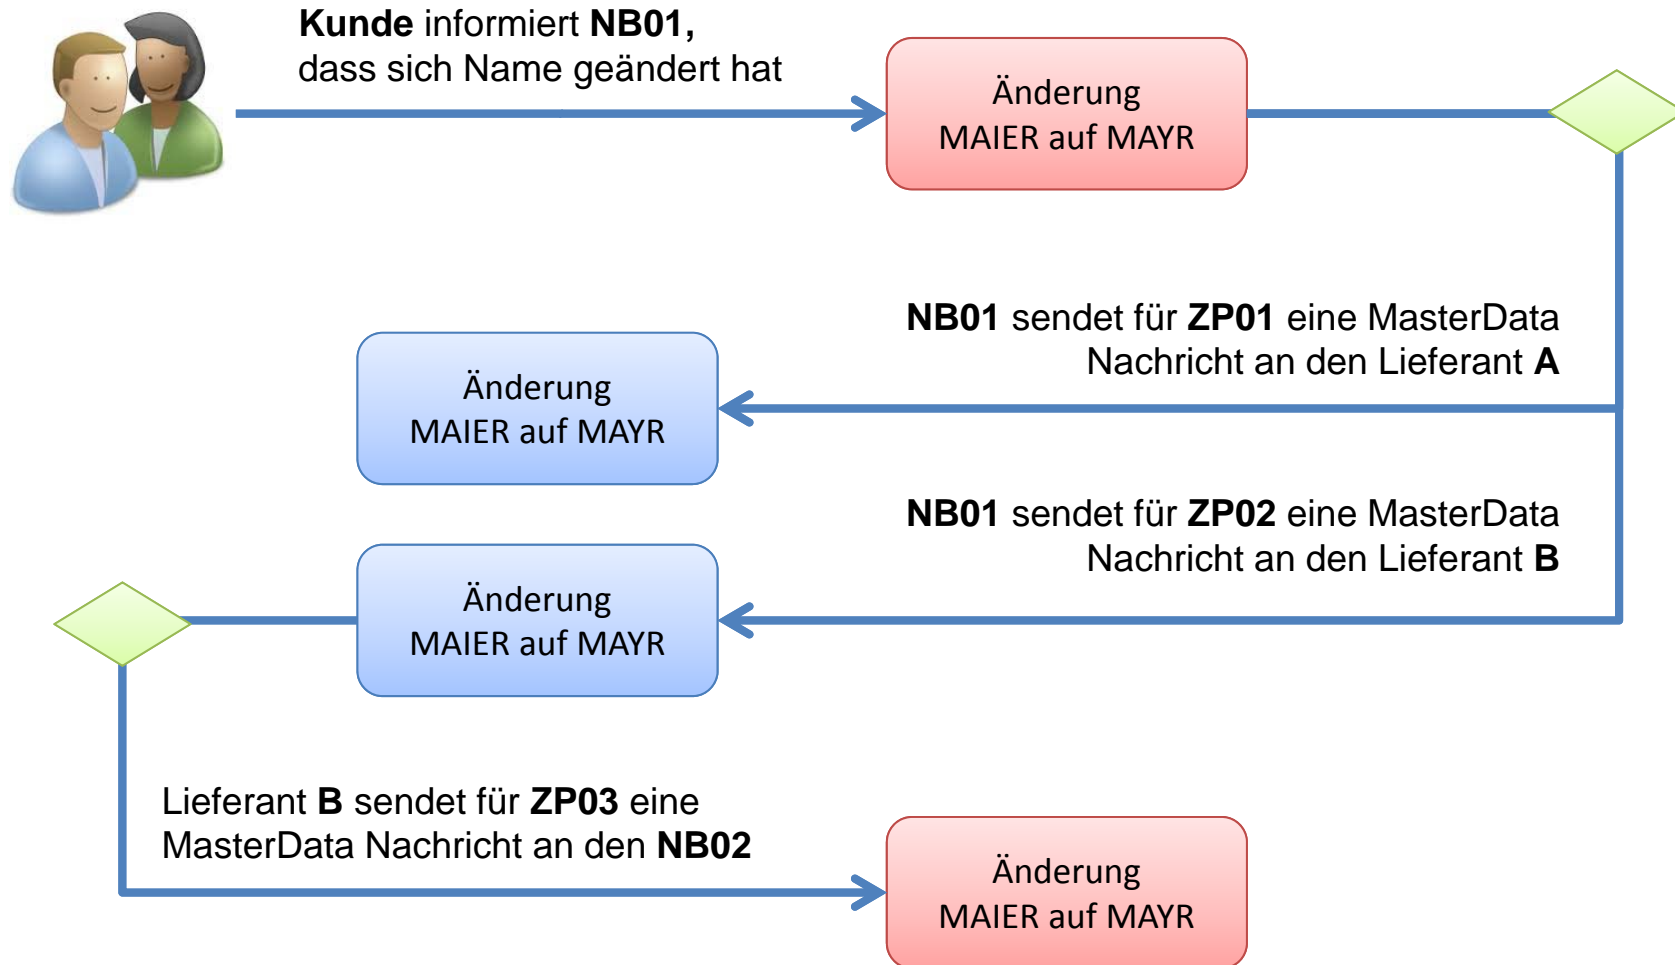 Kunde informiert NB01,
dass sich Name geändert hat
Änderung
MAIER auf MAYR
NB01 sendet für ZP01 eine MasterData
Nachricht an den Lieferant A
Änderung
MAIER auf MAYR
NB01 sendet für ZP02 eine MasterData
Nachricht an den Lieferant B
Änderung
MAIER auf MAYR
Lieferant B sendet für ZP03 eine
MasterData Nachricht an den NB02
Änderung
MAIER auf MAYR